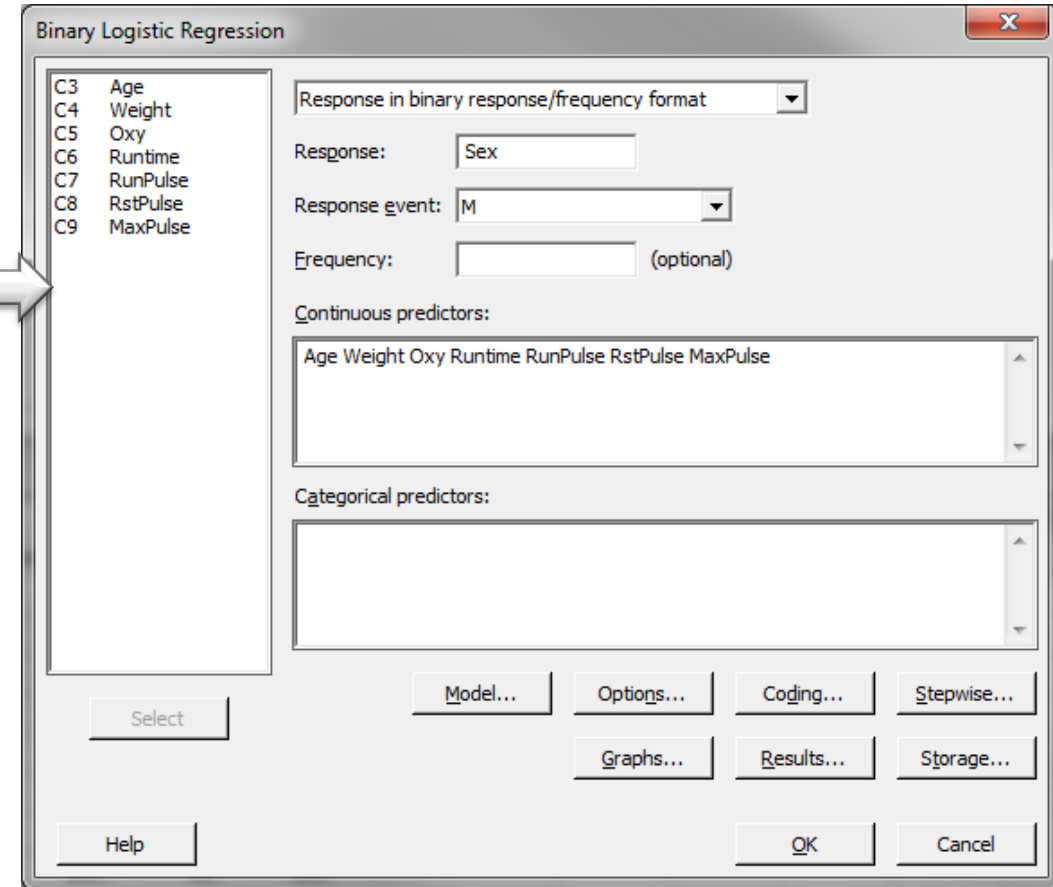 Binary Logistic Regression
C3 Age
C4 Weight
C5 Oxy
C6 Runtime
C7 RunPulse
C8 RstPulse
C9 MaxPulse
Response in binary response/frequency format
Response: Sex
Response event: M
Frequency: (optional)
Continuous predictors:
Age Weight Oxy Runtime RunPulse RstPulse MaxPulse
Categorical predictors:
Select
Model... Options... Coding... Stepwise...
Graphs... Results... Storage...
Help OK Cancel